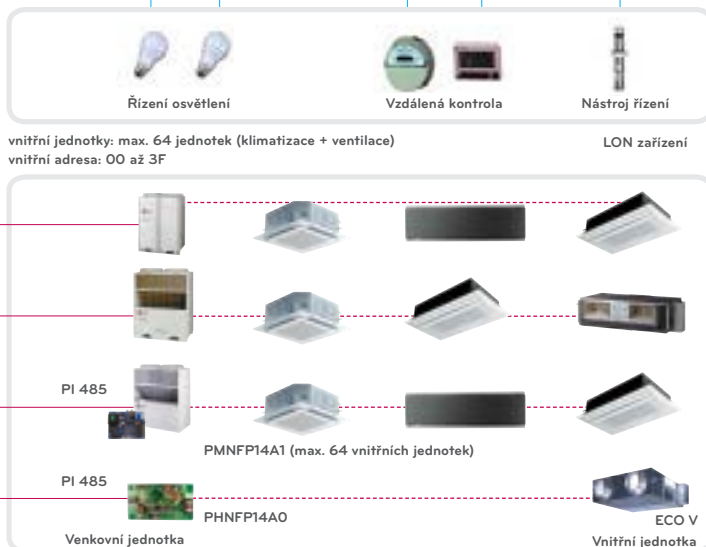 Řízení osvětlení
Vzdálená kontrola
Nástroj řízení
vnitřní jednotky: max. 64 jednotek (klimatizace + ventilace)
LON zařízení
vnitřní adresa: 00 až 3F
PI 485
PMNFP14A1 (max. 64 vnitřních jednotek)
PI 485
PHNFP14A0
ECO V
Venkovní jednotka
Vnitřní jednotka